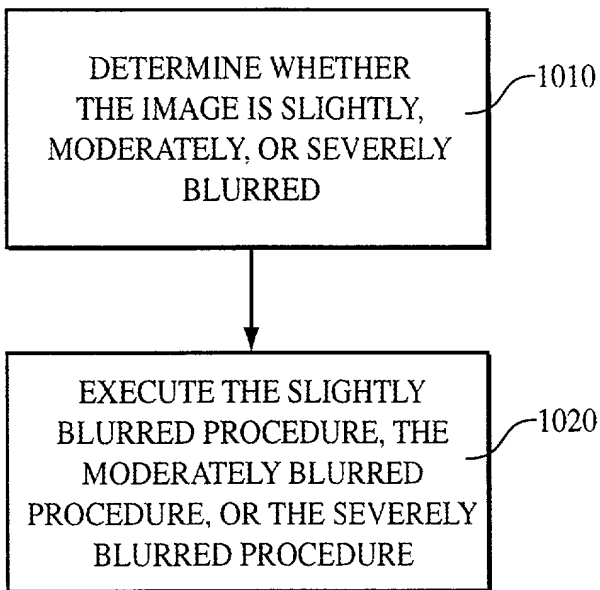 DETERMINE WHETHER
THE IMAGE IS SLIGHTLY,
MODERATELY, OR SEVERELY
BLURRED
1010
EXECUTE THE SLIGHTLY
BLURRED PROCEDURE, THE
MODERATELY BLURRED
PROCEDURE, OR THE SEVERELY
BLURRED PROCEDURE
1020